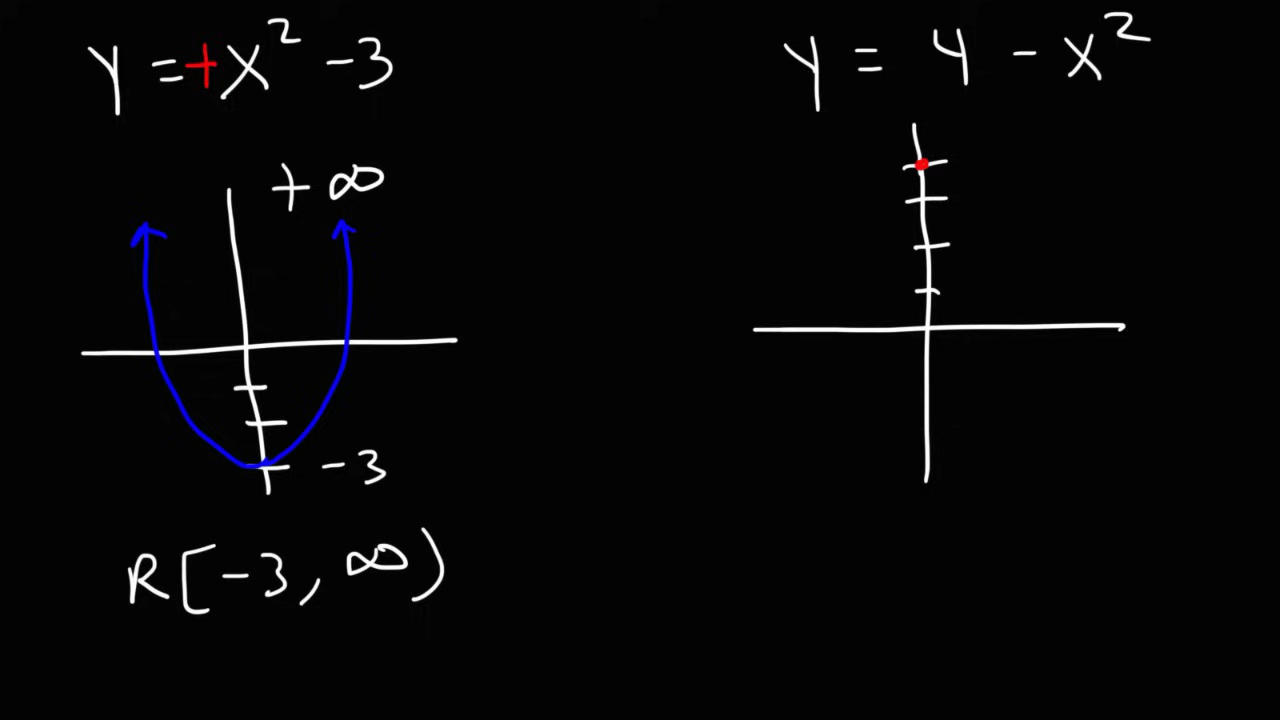 y = +x² - 3
+ ∞
- 3
R[-3, ∞)
y = 4 - x²